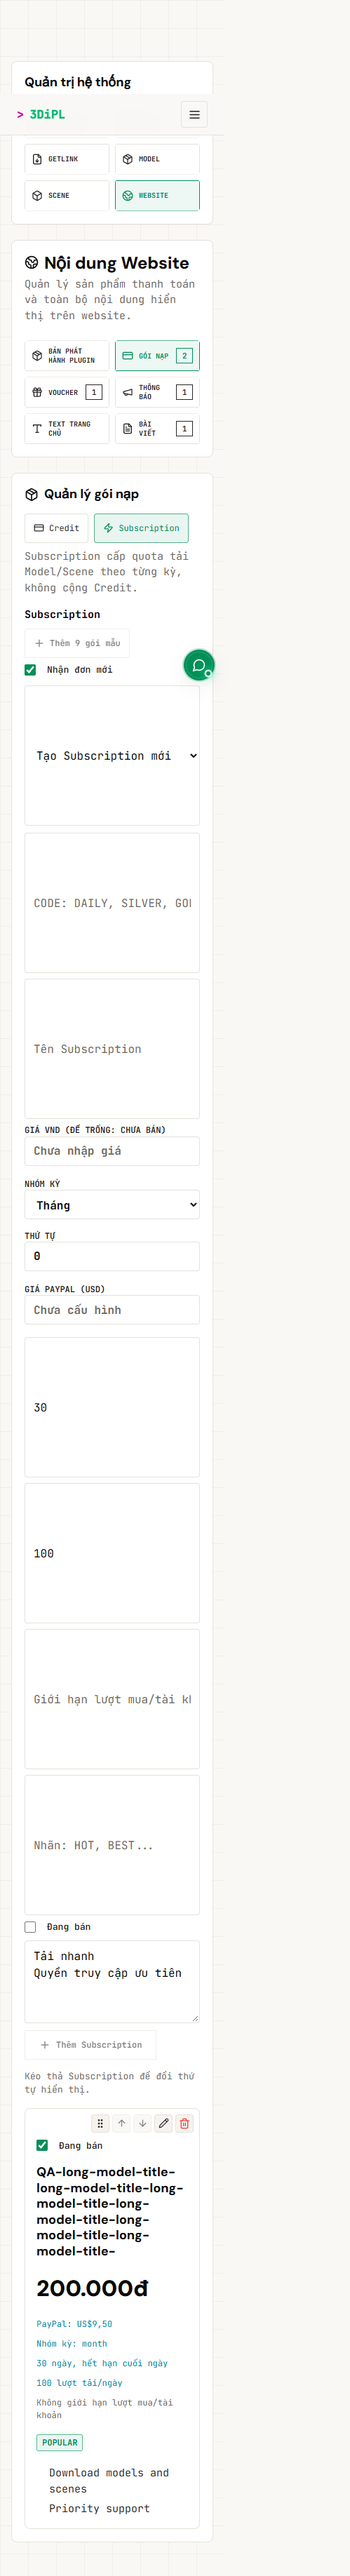 Quản trị hệ thống
> 3DiPL
GETLINK
MODEL
SCENE
WEBSITE
Nội dung Website
Quản lý sản phẩm thanh toán
và toàn bộ nội dung hiển
thị trên website.
BẢN PHÁT
HÀNH PLUGIN
GÓI NẠP 2
VOUCHER 1
THÔNG
BÁO 1
TEXT TRANG
CHỦ
BÀI
VIẾT 1
Quản lý gói nạp
Credit
Subscription
Subscription cấp quota tải
Model/Scene theo từng kỳ,
không cộng Credit.
Subscription
+ Thêm 9 gói mẫu
Nhận đơn mới
Tạo Subscription mới
CODE: DAILY, SILVER, GOL
Tên Subscription
GIÁ VND (ĐỂ TRỐNG: CHƯA BÁN)
Chưa nhập giá
NHÓM KỲ
Tháng
THỨ TỰ
0
GIÁ PAYPAL (USD)
Chưa cấu hình
30
100
Giới hạn lượt mua/tài kh
Nhãn: HOT, BEST...
Đang bán
Tải nhanh
Quyền truy cập ưu tiên
+ Thêm Subscription
Kéo thả Subscription để đổi thứ
tự hiển thị.
Đang bán
QA-long-model-title-
long-model-title-long-
model-title-long-
model-title-long-
model-title-long-
model-title-
200.000đ
PayPal: US$9,50
Nhóm kỳ: month
30 ngày, hết hạn cuối ngày
100 lượt tải/ngày
Không giới hạn lượt mua/tài
khoản
POPULAR
Download models and
scenes
Priority support